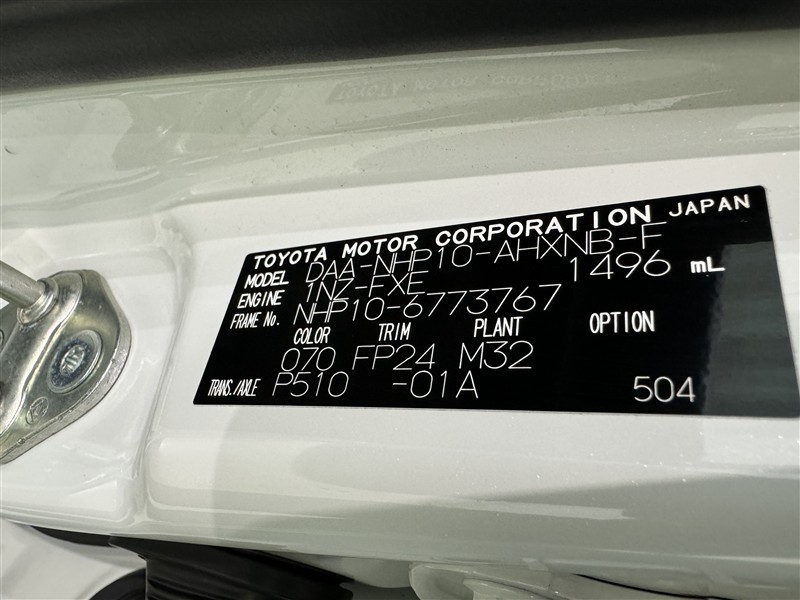 TOYOTA MOTOR CORPORATION JAPAN
MODEL DAA-NHP10-AHXNB-F
ENGINE 1NZ-FXE 1496 mL
FRAME No. NHP10-6773767
COLOR TRIM PLANT OPTION
070 FP24 M32
TRANS./AXLE P510 -01A 504